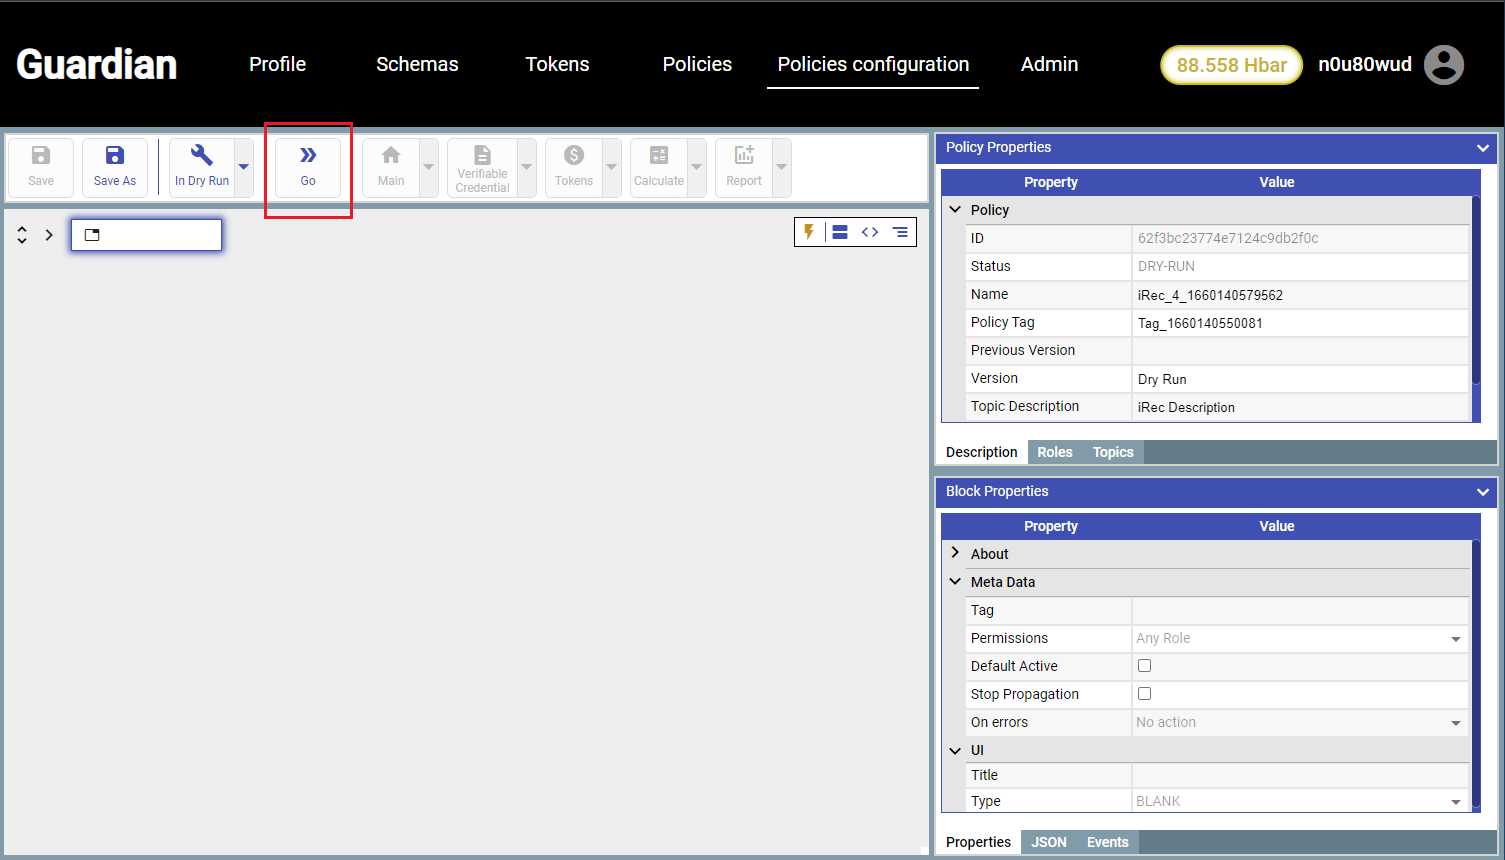 Guardian
Profile
Schemas
Tokens
Policies
Policies configuration
Admin
88.558 Hbar
n0u80wud
Save
Save As
In Dry Run
Go
Main
Verifiable
Credential
Tokens
Calculate
Report
Policy Properties
Property Value
Policy
ID 62f3bc23774e7124c9db2f0c
Status DRY-RUN
Name iRec_4_1660140579562
Policy Tag Tag_1660140550081
Previous Version
Version Dry Run
Topic Description iRec Description
Description Roles Topics
Block Properties
Property Value
About
Meta Data
Tag
Permissions Any Role
Default Active
Stop Propagation
On errors No action
UI
Title
Type BLANK
Properties JSON Events